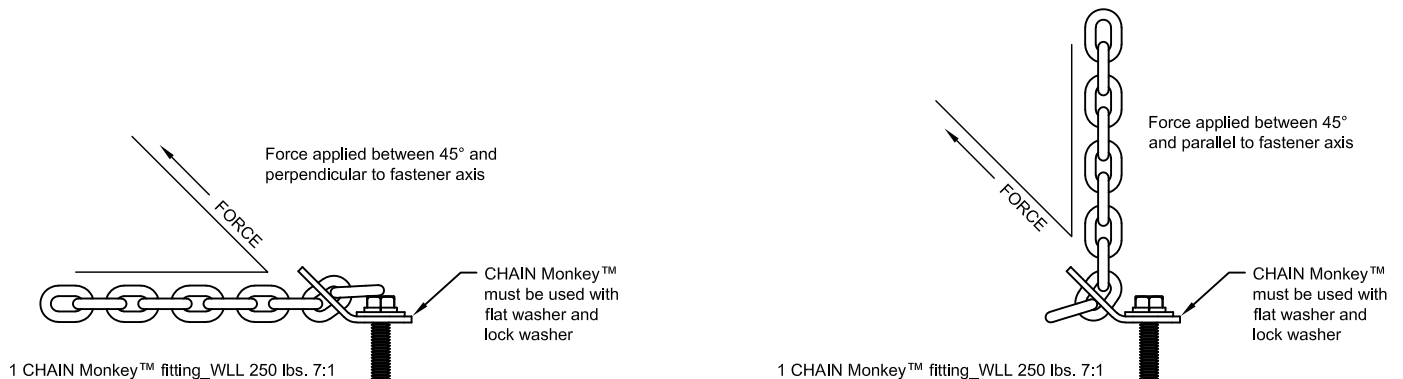 Force applied between 45° and
perpendicular to fastener axis
FORCE
CHAIN Monkey™
must be used with
flat washer and
lock washer
1 CHAIN Monkey™ fitting_WLL 250 lbs. 7:1
Force applied between 45°
and parallel to fastener axis
FORCE
CHAIN Monkey™
must be used with
flat washer and
lock washer
1 CHAIN Monkey™ fitting_WLL 250 lbs. 7:1